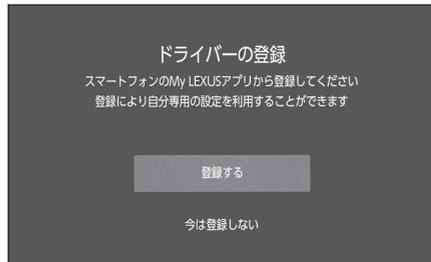 ドライバーの登録
スマートフォンのMy LEXUSアプリから登録してください
登録により自分専用の設定を利用することができます
登録する
今は登録しない